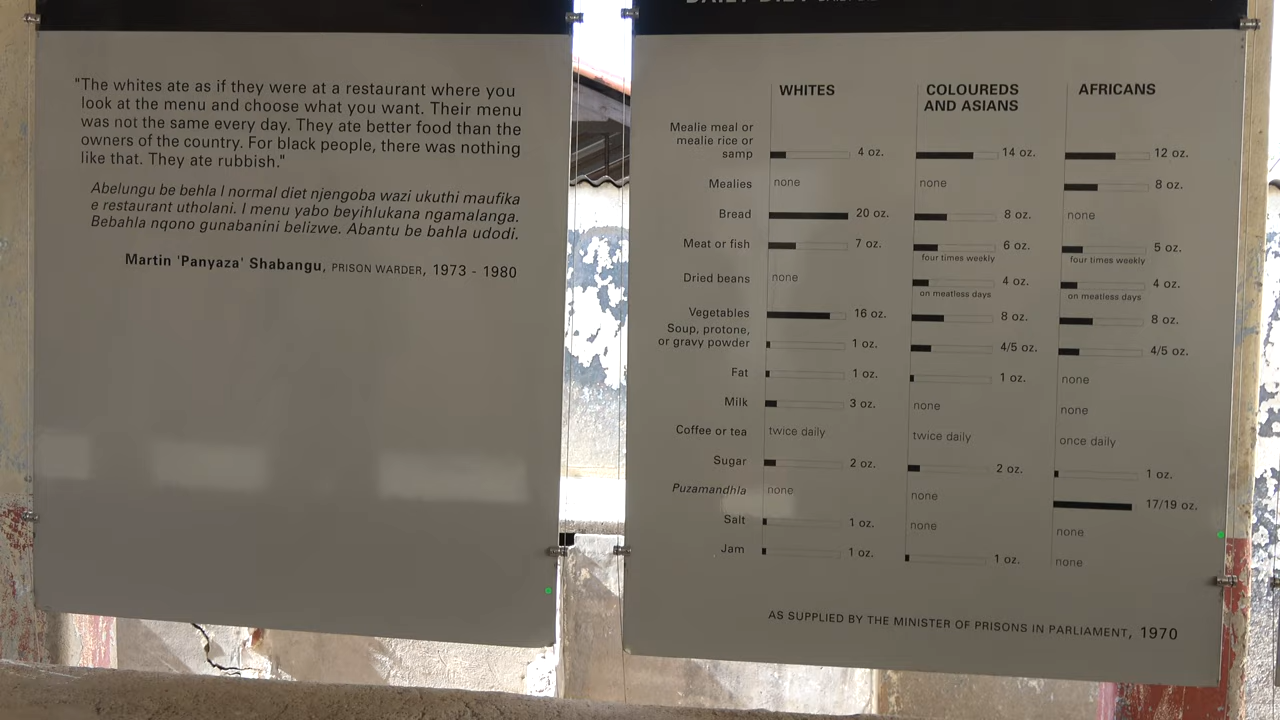 "The whites ate as if they were at a restaurant where you
look at the menu and choose what you want. Their menu
was not the same every day. They ate better food than the
owners of the country. For black people, there was nothing
like that. They ate rubbish."
Abelungu be behla I normal diet njengoba wazi ukuthi maufika
e restaurant utholani. I menu yabo beyihlukana ngamalanga.
Bebahla nqono gunabanini belizwe. Abantu be bahla udodi.
Martin 'Panyaza' Shabangu, PRISON WARDER, 1973 - 1980
DAILY DIET
WHITES COLOUREDS AND ASIANS AFRICANS
Mealie meal or mealie rice or samp 4 oz. 14 oz. 12 oz.
Mealies none none 8 oz.
Bread 20 oz. 8 oz. none
Meat or fish 7 oz. 6 oz. four times weekly 5 oz. four times weekly
Dried beans none 4 oz. on meatless days 4 oz. on meatless days
Vegetables 16 oz. 8 oz. 8 oz.
Soup, protone, or gravy powder 1 oz. 4/5 oz. 4/5 oz.
Fat 1 oz. 1 oz. none
Milk 3 oz. none none
Coffee or tea twice daily twice daily once daily
Sugar 2 oz. 2 oz. 1 oz.
Puzamandhla none none 17/19 oz.
Salt 1 oz. none none
Jam 1 oz. 1 oz. none
AS SUPPLIED BY THE MINISTER OF PRISONS IN PARLIAMENT, 1970